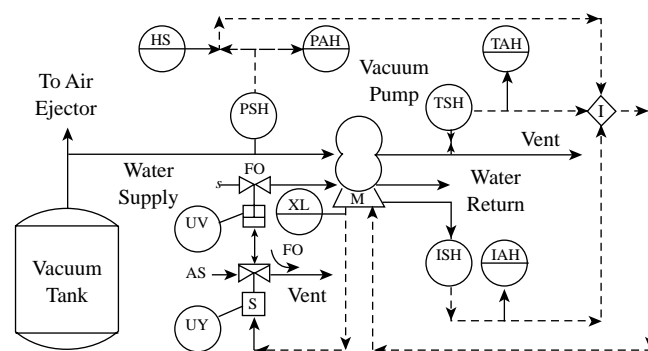 HS
PAH
TAH
To Air
Ejector
PSH
Vacuum
Pump
TSH
I
Vent
Water
Supply
FO
s
XL
M
Water
Return
UV
FO
ISH
IAH
Vacuum
Tank
AS
Vent
S
UY